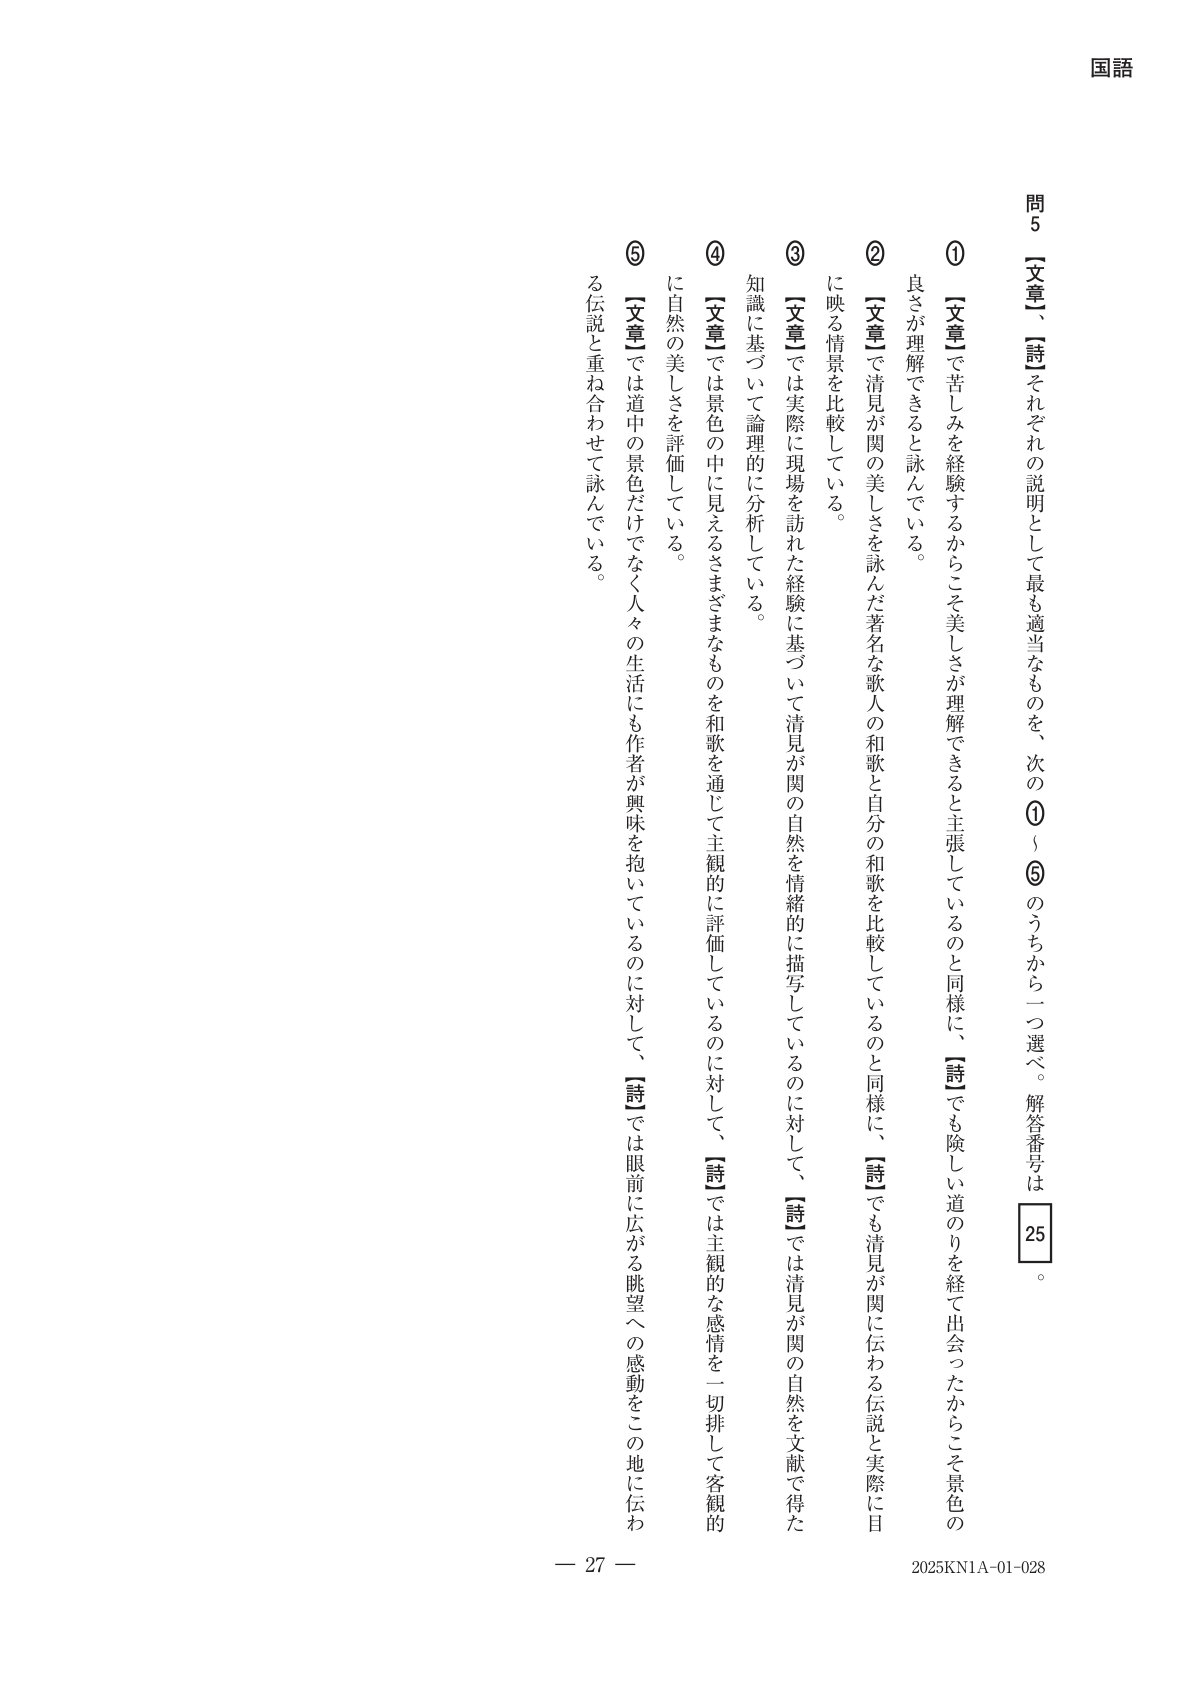 国語
問5 【文章】、【詩】それぞれの説明として最も適当なものを、次の①～⑤のうちから一つ選べ。解答番号は 25 。
① 【文章】で苦しみを経験するからこそ美しさが理解できると主張しているのと同様に、【詩】でも険しい道のりを経て出会ったからこそ景色の
良さが理解できると詠んでいる。
② 【文章】で清見が関の美しさを詠んだ著名な歌人の和歌と自分の和歌を比較しているのと同様に、【詩】でも清見が関に伝わる伝説と実際に目
に映る情景を比較している。
③ 【文章】では実際に現場を訪れた経験に基づいて清見が関の自然を情緒的に描写しているのに対して、【詩】では清見が関の自然を文献で得た
知識に基づいて論理的に分析している。
④ 【文章】では景色の中に見えるさまざまなものを和歌を通じて主観的に評価しているのに対して、【詩】では主観的な感情を一切排して客観的
に自然の美しさを評価している。
⑤ 【文章】では道中の景色だけでなく人々の生活にも作者が興味を抱いているのに対して、【詩】では眼前に広がる眺望への感動をこの地に伝わ
る伝説と重ね合わせて詠んでいる。
— 27 —
2025KN1A-01-028